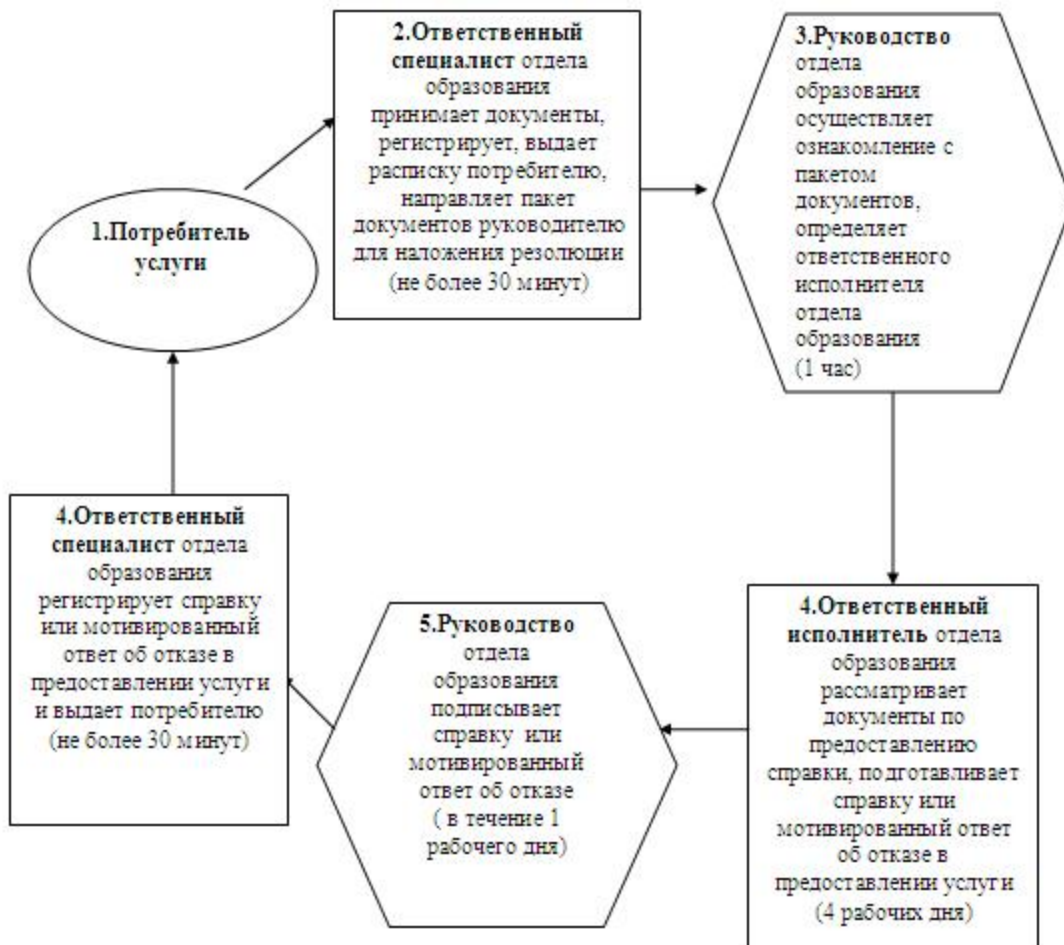 1.Потребитель
услуги
2.Ответственный
специалист отдела
образования
принимает документы,
регистрирует, выдает
расписку потребителю,
направляет пакет
документов руководителю
для наложения резолюции
(не более 30 минут)
3.Руководство
отдела
образования
осуществляет
ознакомление с
пакетом
документов,
определяет
ответственного
исполнителя
отдела
образования
(1 час)
4.Ответственный
исполнитель отдела
образования
рассматривает
документы по
предоставлению
справки, подготавливает
справку или
мотивированный ответ
об отказе в
предоставлении услуги
(4 рабочих дня)
5.Руководство
отдела
образования
подписывает
справку или
мотивированный
ответ об отказе
( в течение 1
рабочего дня)
4.Ответственный
специалист отдела
образования
регистрирует справку
или мотивированный
ответ об отказе в
предоставлении услуги
и выдает потребителю
(не более 30 минут)